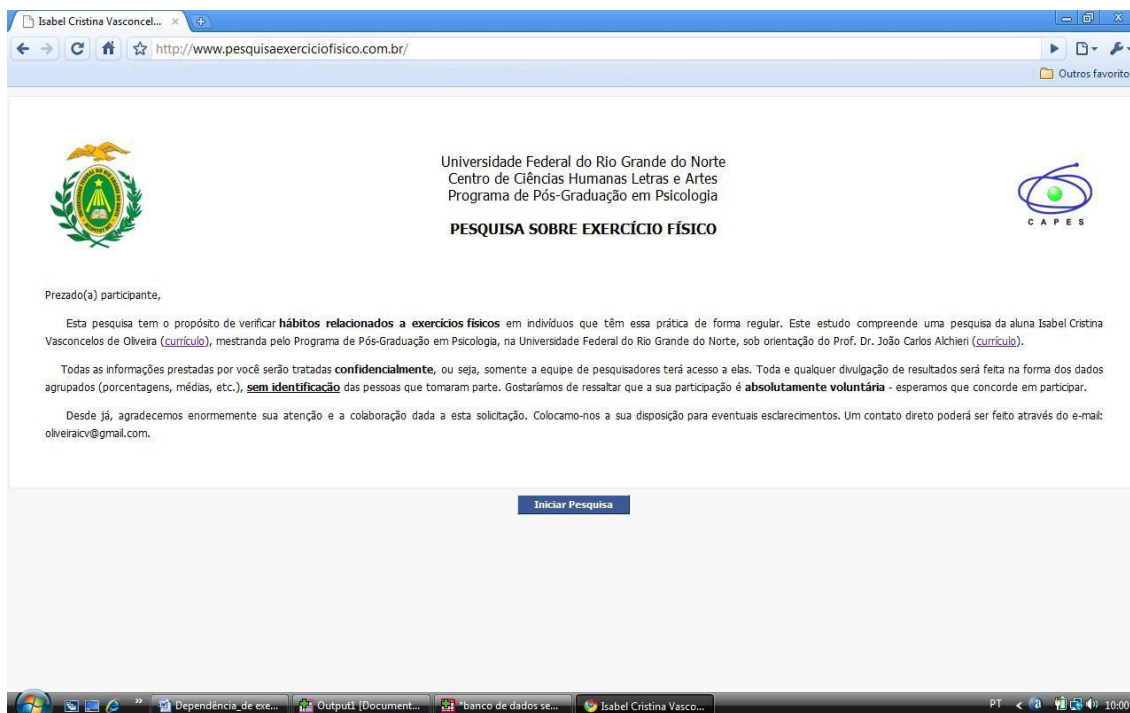 Isabel Cristina Vasconcel...
http://www.pesquisaexerciciofisico.com.br/
Outros favorito
Universidade Federal do Rio Grande do Norte
Centro de Ciências Humanas Letras e Artes
Programa de Pós-Graduação em Psicologia
PESQUISA SOBRE EXERCÍCIO FÍSICO
CAPES
Prezado(a) participante,
Esta pesquisa tem o propósito de verificar hábitos relacionados a exercícios físicos em indivíduos que têm essa prática de forma regular. Este estudo compreende uma pesquisa da aluna Isabel Cristina
Vasconcelos de Oliveira (currículo), mestranda pelo Programa de Pós-Graduação em Psicologia, na Universidade Federal do Rio Grande do Norte, sob orientação do Prof. Dr. João Carlos Alchieri (currículo).
Todas as informações prestadas por você serão tratadas confidencialmente, ou seja, somente a equipe de pesquisadores terá acesso a elas. Toda e qualquer divulgação de resultados será feita na forma dos dados
agrupados (porcentagens, médias, etc.), sem identificação das pessoas que tomaram parte. Gostaríamos de ressaltar que a sua participação é absolutamente voluntária - esperamos que concorde em participar.
Desde já, agradecemos enormemente sua atenção e a colaboração dada a esta solicitação. Colocamo-nos a sua disposição para eventuais esclarecimentos. Um contato direto poderá ser feito através do e-mail:
oliveiraicv@gmail.com.
Iniciar Pesquisa
Dependência_de_exe... Output1 [Document... *banco de dados se... Isabel Cristina Vasco... PT 10:00